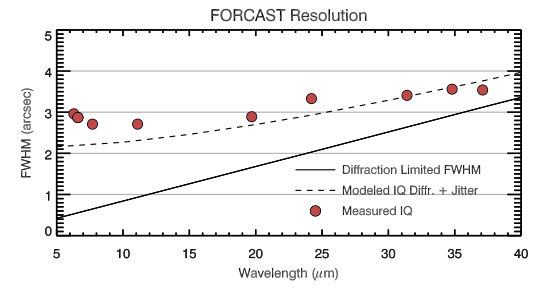 FORCAST Resolution
FWHM (arcsec)
5
4
3
2
1
0
Diffraction Limited FWHM
Modeled IQ Diffr. + Jitter
Measured IQ
5 10 15 20 25 30 35 40
Wavelength (μm)